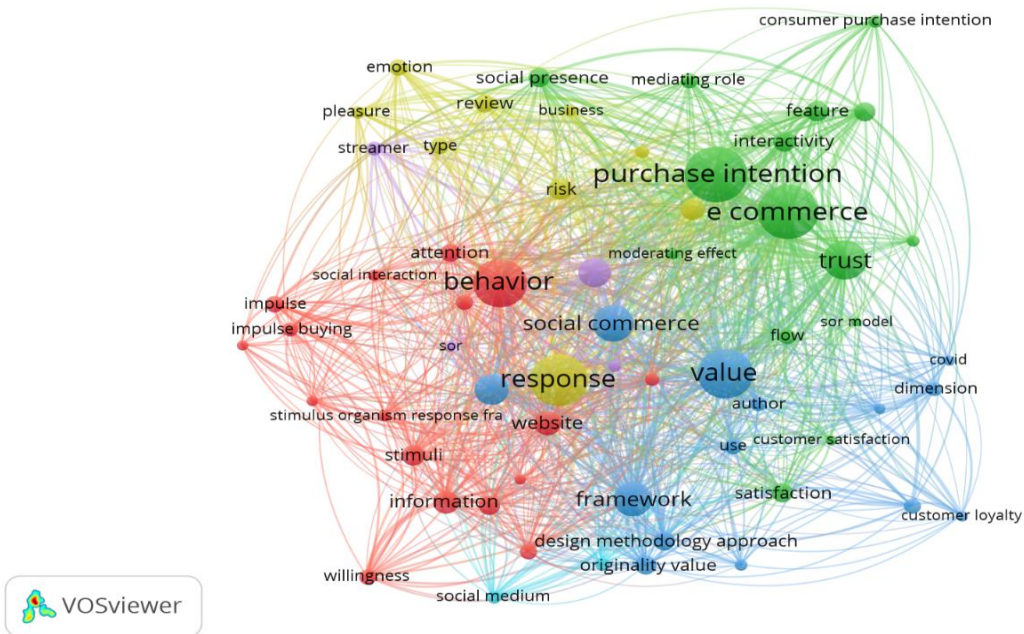 consumer purchase intention
emotion
social presence
mediating role
pleasure
review
business
feature
streamer
type
interactivity
purchase intention
risk
e commerce
attention
moderating effect
trust
social interaction
behavior
impulse
impulse buying
social commerce
sor model
sor
flow
covid
response
value
dimension
author
stimulus organism response fra
website
use
customer satisfaction
stimuli
information
framework
satisfaction
customer loyalty
design methodology approach
originality value
willingness
social medium
VOSviewer